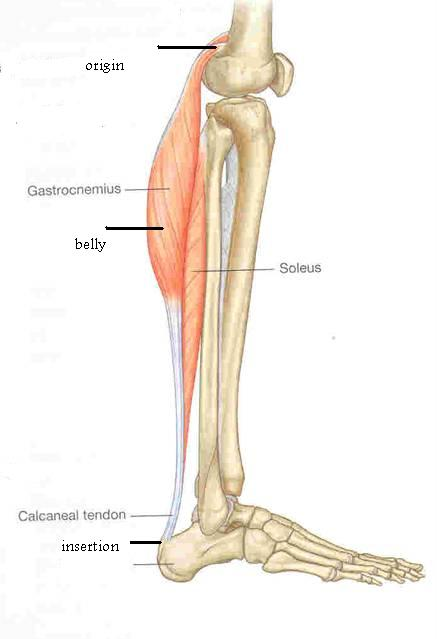 origin
Gastrocnemius
belly
Soleus
Calcaneal tendon
insertion